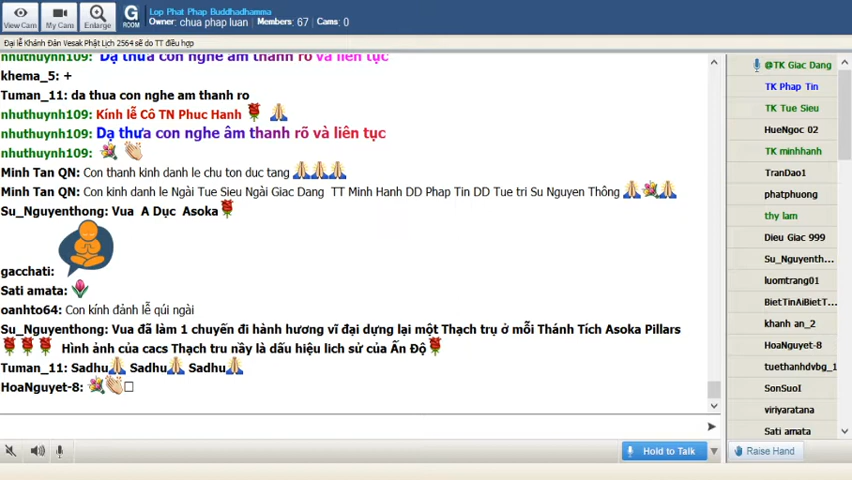 View Cam
My Cam
Enlarge
G
ROOM
Lop Phat Phap Buddhadhamma
Owner: chua phap luan
Members: 67
Cams: 0
Đại lễ Khánh Đản Vesak Phật Lịch 2564 sẽ do TT điều hợp
nhuthuynh109: Dạ thưa con nghe âm thanh rõ và liên tục
khema_5: +
Tuman_11: da thua con nghe am thanh ro
nhuthuynh109: Kính lễ Cô TN Phuc Hanh
nhuthuynh109: Dạ thưa con nghe âm thanh rõ và liên tục
nhuthuynh109:
Minh Tan QN: Con thanh kinh danh le chu ton duc tang
Minh Tan QN: Con kinh danh le Ngài Tue Sieu Ngài Giac Dang TT Minh Hanh DD Phap Tin DD Tue tri Su Nguyen Thông
Su_Nguyenthong: Vua A Dục Asoka
gacchati:
Sati amata:
oanhto64: Con kính đảnh lễ qúi ngài
Su_Nguyenthong: Vua đã làm 1 chuyến đi hành hương vĩ đại dựng lại một Thạch trụ ở mỗi Thánh Tích Asoka Pillars
Hình ảnh của cacs Thạch tru nầy là dấu hiệu lich sử của Ấn Độ
Tuman_11: Sadhu Sadhu Sadhu
HoaNguyet-8:
Hold to Talk
@TK Giac Dang
TK Phap Tin
TK Tue Sieu
HueNgoc 02
TK minhhanh
TranDao1
phatphuong
thy lam
Dieu Giac 999
Su_Nguyenth...
luomtrang01
BietTinAiBietT...
khanh an_2
HoaNguyet-8
tuethanhdvbg_1
SonSuoI
viriyaratana
Sati amata
Raise Hand